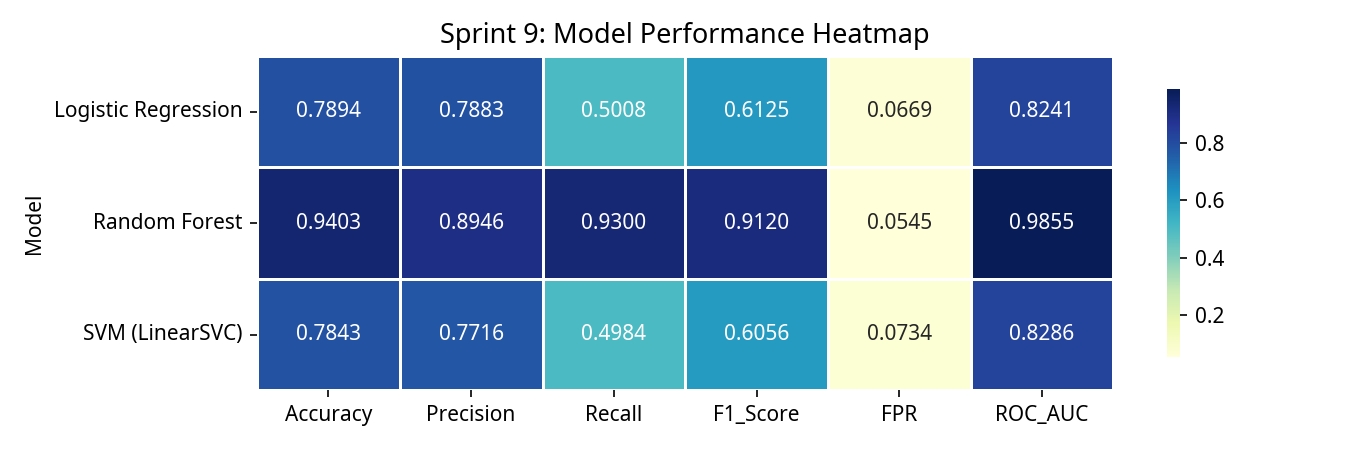 Sprint 9: Model Performance Heatmap
Model
Logistic Regression 0.7894 0.7883 0.5008 0.6125 0.0669 0.8241
Random Forest 0.9403 0.8946 0.9300 0.9120 0.0545 0.9855
SVM (LinearSVC) 0.7843 0.7716 0.4984 0.6056 0.0734 0.8286
Accuracy Precision Recall F1_Score FPR ROC_AUC
0.8
0.6
0.4
0.2